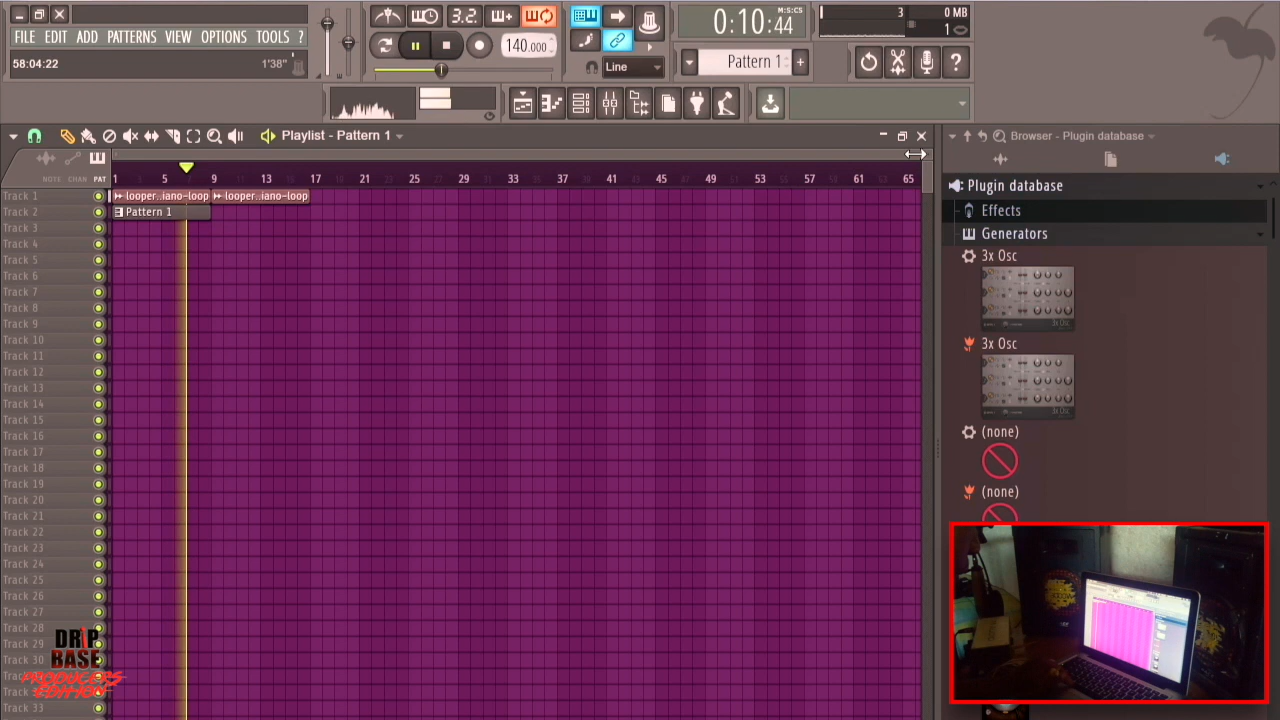 3.2.
0:10:44
M:S:CS
3
0 MB
1
FILE EDIT ADD PATTERNS VIEW OPTIONS TOOLS ?
140.000
58:04:22
1'38"
Line
Pattern 1
+
?
Playlist - Pattern 1
Browser - Plugin database
NOTE CHAN PAT
1 5 9 13 17 21 25 29 33 37 41 45 49 53 57 61 65
Plugin database
Track 1
looper..iano-loop
looper..iano-loop
Track 2
Pattern 1
Effects
Track 3
Generators
Track 4
Track 5
3x Osc
Track 6
Track 7
Track 8
Track 9
Track 10
3x Osc
Track 11
Track 12
Track 13
Track 14
Track 15
Track 16
(none)
Track 17
Track 18
Track 19
Track 20
(none)
Track 21
Track 22
Track 23
Track 24
Track 25
Track 26
Track 27
Track 28
Track 29
Track 30
Track 33
DRIP
BASE
PRODUCERS
EDITION